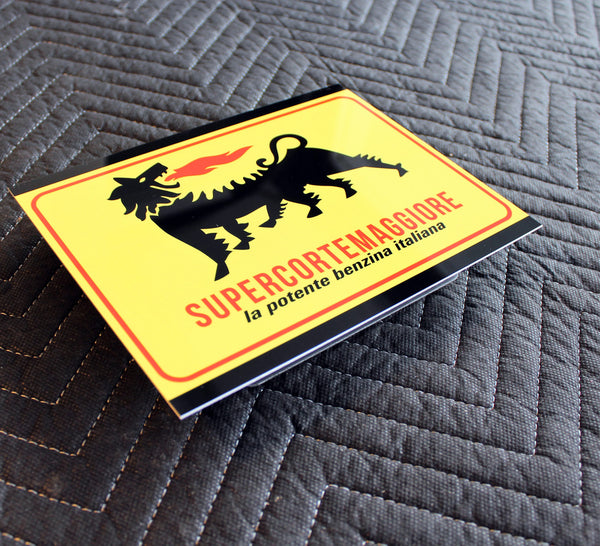 SUPERCORTEMAGGIORE
la potente benzina italiana